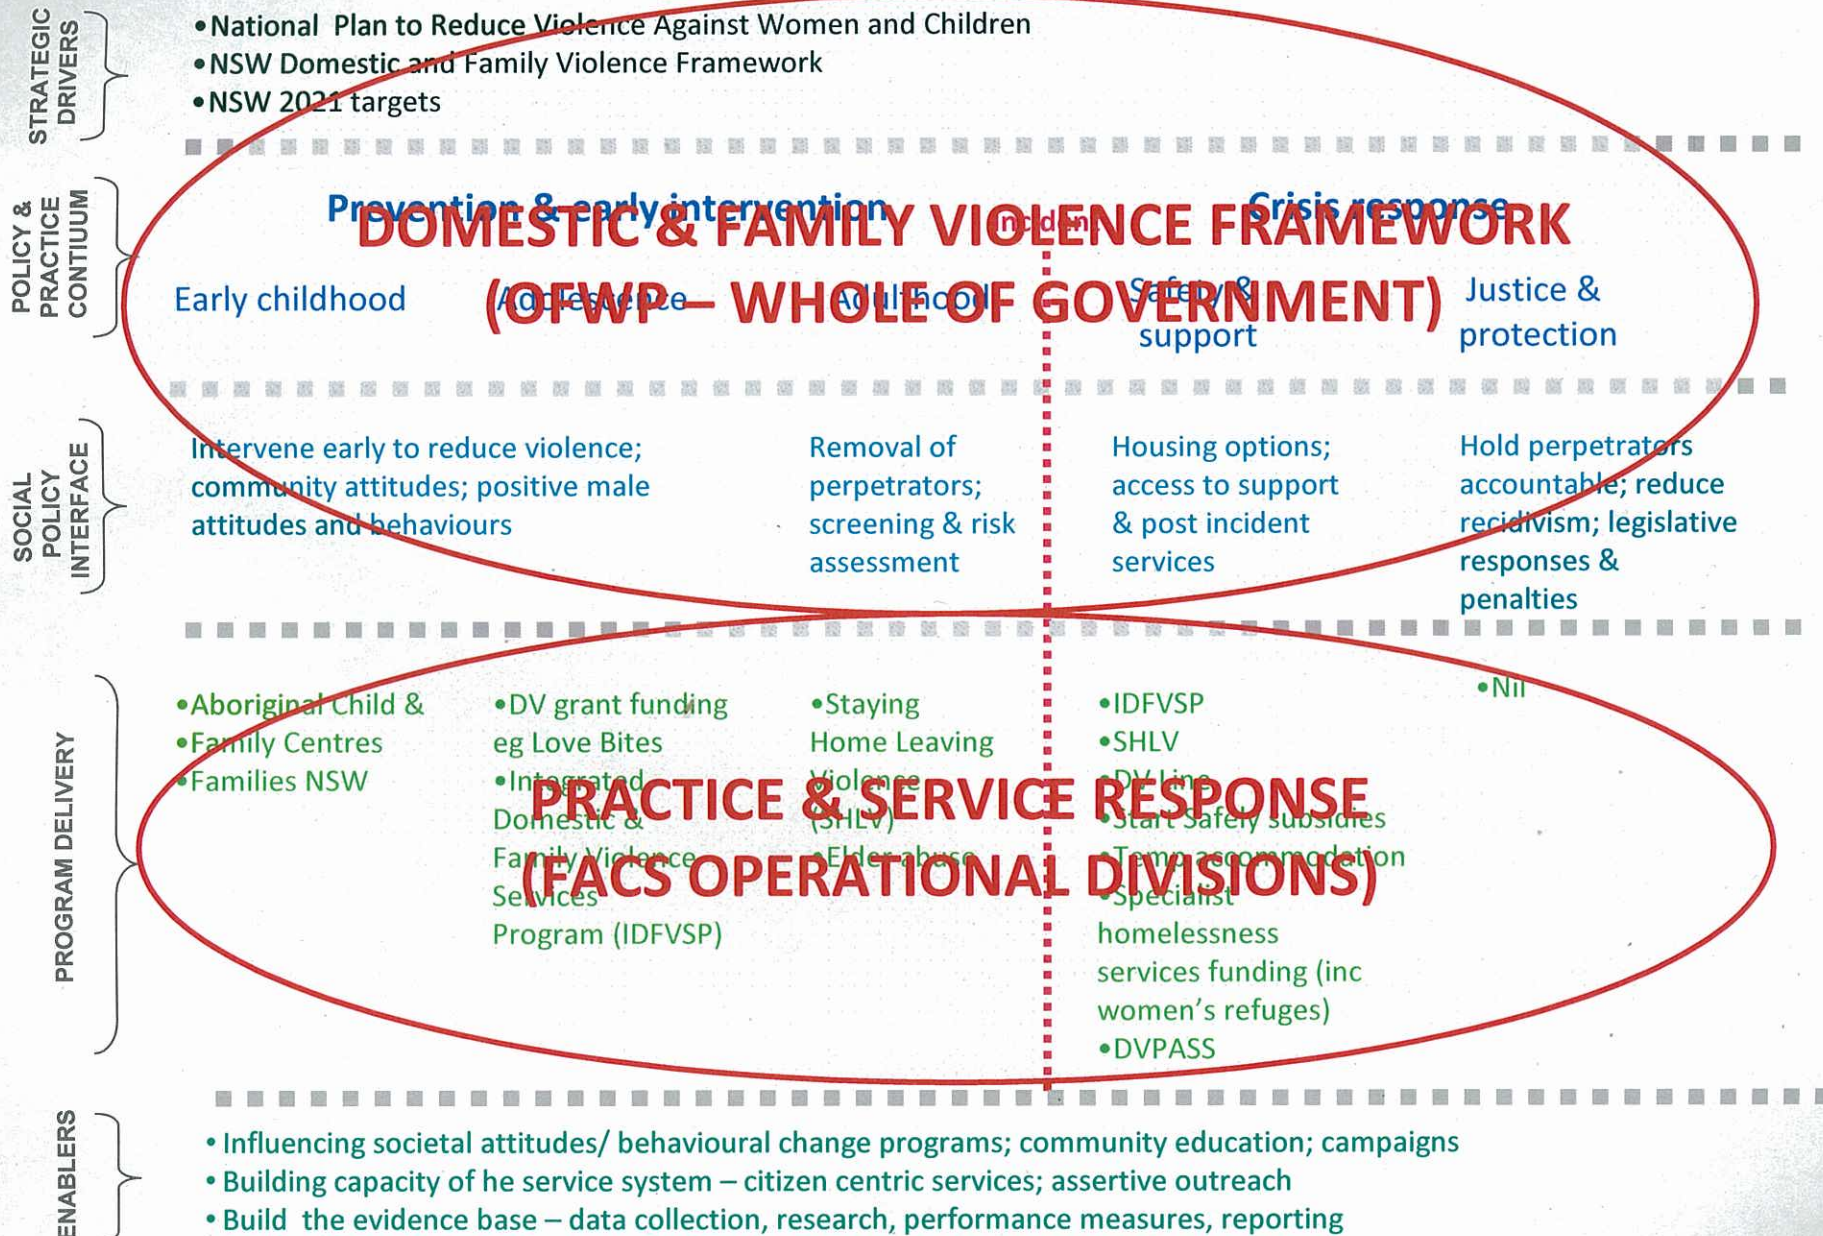 STRATEGIC
DRIVERS
•National  Plan to Reduce Violence Against Women and Children
•NSW Domestic and Family Violence Framework
•NSW 2021 targets
POLICY &
PRACTICE
CONTIUUM
Prevention & early intervention
Incident
Crisis response
DOMESTIC & FAMILY VIOLENCE FRAMEWORK
(OFWP – WHOLE OF GOVERNMENT)
Early childhood
Adolescence
Adulthood
Safety &
support
Justice &
protection
SOCIAL
POLICY
INTERFACE
Intervene early to reduce violence;
community attitudes; positive male
attitudes and behaviours
Removal of
perpetrators;
screening & risk
assessment
Housing options;
access to support
& post incident
services
Hold perpetrators
accountable; reduce
recidivism; legislative
responses &
penalties
PROGRAM DELIVERY
•Aboriginal Child &
•Family Centres
•Families NSW
•DV grant funding
eg Love Bites
•Integrated
Domestic &
Family Violence
Services
Program (IDFVSP)
•Staying
Home Leaving
Violence
(SHLV)
•Elder abuse
•IDFVSP
•SHLV
•DV Line
•Start Safely subsidies
•Temp accommodation
•Specialist
homelessness
services funding (inc
women's refuges)
•DVPASS
•Nil
PRACTICE & SERVICE RESPONSE
(FACS OPERATIONAL DIVISIONS)
ENABLERS
• Influencing societal attitudes/ behavioural change programs; community education; campaigns
• Building capacity of he service system – citizen centric services; assertive outreach
• Build  the evidence base – data collection, research, performance measures, reporting